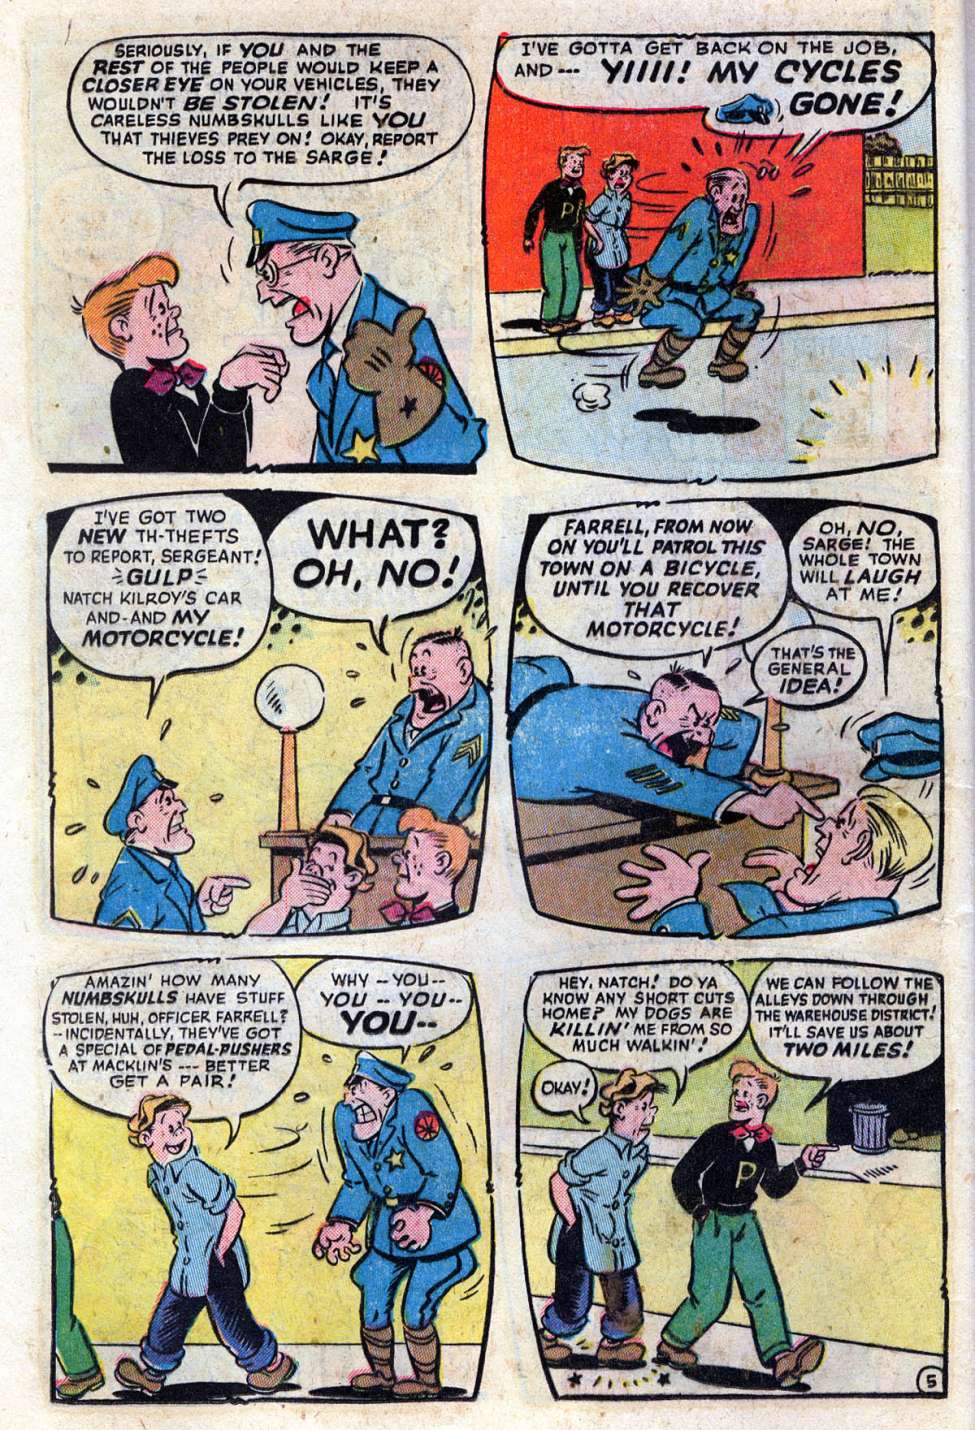 SERIOUSLY, IF YOU AND THE
REST OF THE PEOPLE WOULD KEEP A
CLOSER EYE ON YOUR VEHICLES, THEY
WOULDN'T BE STOLEN! IT'S
CARELESS NUMBSKULLS LIKE YOU
THAT THIEVES PREY ON! OKAY, REPORT
THE LOSS TO THE SARGE!
I'VE GOTTA GET BACK ON THE JOB,
AND --- YIIII! MY CYCLES
GONE!
P
I'VE GOT TWO
NEW TH-THEFTS
TO REPORT, SERGEANT!
GULP
NATCH KILROY'S CAR
AND-AND MY
MOTORCYCLE!
WHAT?
OH, NO!
FARRELL, FROM NOW
ON YOU'LL PATROL THIS
TOWN ON A BICYCLE,
UNTIL YOU RECOVER
THAT
MOTORCYCLE!
OH, NO,
SARGE! THE
WHOLE TOWN
WILL LAUGH
AT ME!
THAT'S THE
GENERAL
IDEA!
AMAZIN' HOW MANY
NUMBSKULLS HAVE STUFF
STOLEN, HUH, OFFICER FARRELL?
--INCIDENTALLY, THEY'VE GOT
A SPECIAL OF PEDAL-PUSHERS
AT MACKLIN'S --- BETTER
GET A PAIR!
WHY -- YOU --
YOU -- YOU --
YOU --
HEY, NATCH! DO YA
KNOW ANY SHORT CUTS
HOME? MY DOGS ARE
KILLIN' ME FROM SO
MUCH WALKIN'!
WE CAN FOLLOW THE
ALLEYS DOWN THROUGH
THE WAREHOUSE DISTRICT!
IT'LL SAVE US ABOUT
TWO MILES!
OKAY!
P
5